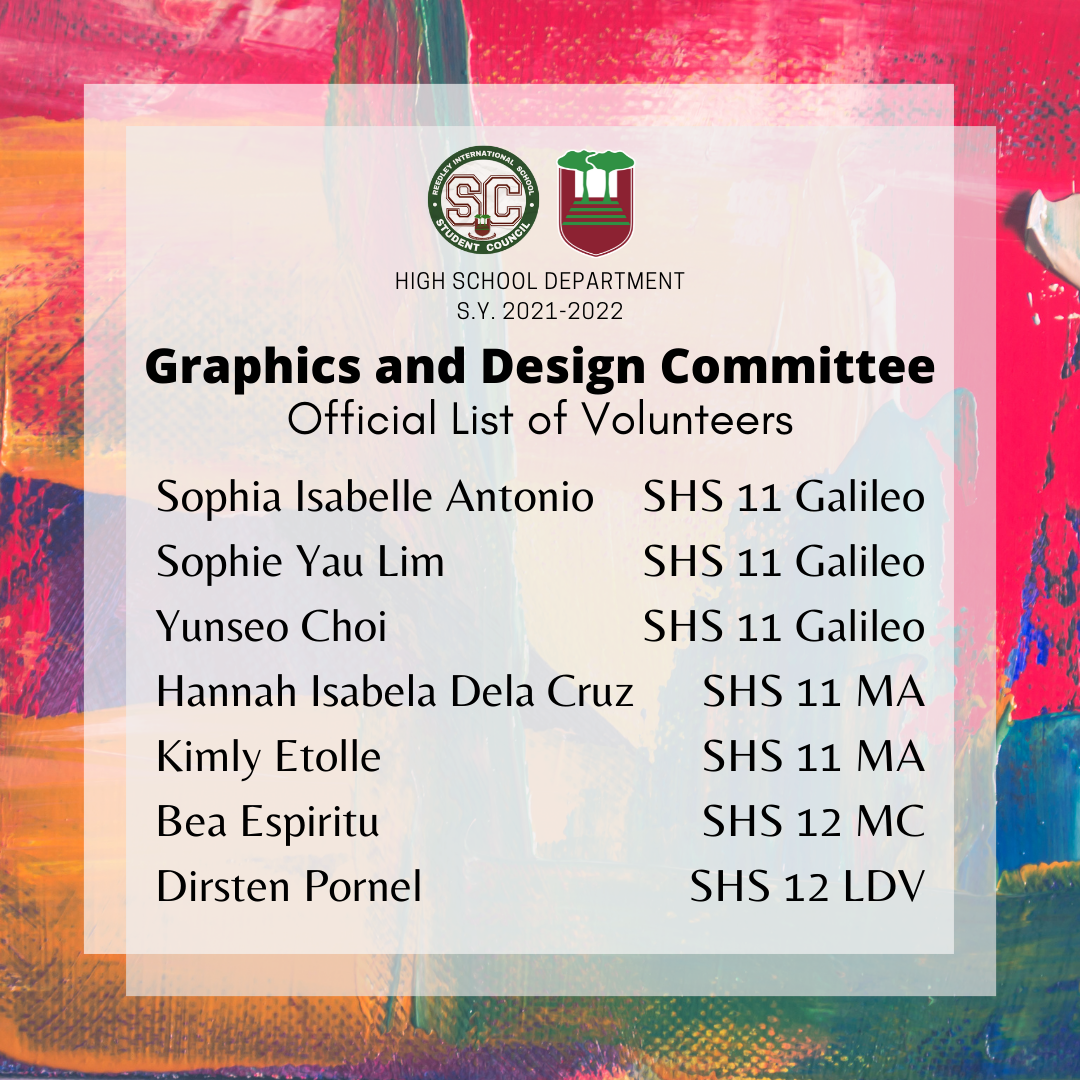 REEDLEY INTERNATIONAL SCHOOL
SC
STUDENT COUNCIL
HIGH SCHOOL DEPARTMENT
S.Y. 2021-2022
Graphics and Design Committee
Official List of Volunteers
Sophia Isabelle Antonio SHS 11 Galileo
Sophie Yau Lim SHS 11 Galileo
Yunseo Choi SHS 11 Galileo
Hannah Isabela Dela Cruz SHS 11 MA
Kimly Etolle SHS 11 MA
Bea Espiritu SHS 12 MC
Dirsten Pornel SHS 12 LDV